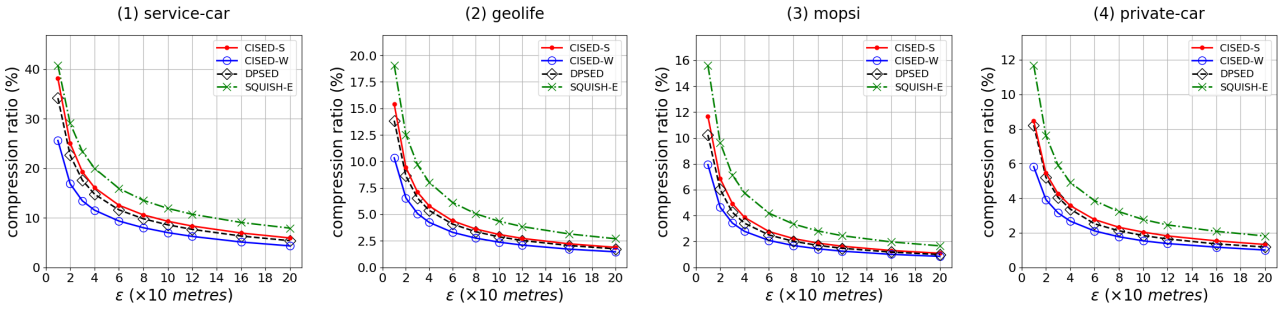 (1) service-car
compression ratio (%)
40
30
20
10
0
0 2 4 6 8 10 12 14 16 18 20
ε (×10 metres)
CISED-S
CISED-W
DPSED
SQUISH-E
(2) geolife
compression ratio (%)
20.0
17.5
15.0
12.5
10.0
7.5
5.0
2.5
0.0
0 2 4 6 8 10 12 14 16 18 20
ε (×10 metres)
CISED-S
CISED-W
DPSED
SQUISH-E
(3) mopsi
compression ratio (%)
16
14
12
10
8
6
4
2
0
0 2 4 6 8 10 12 14 16 18 20
ε (×10 metres)
CISED-S
CISED-W
DPSED
SQUISH-E
(4) private-car
compression ratio (%)
12
10
8
6
4
2
0
0 2 4 6 8 10 12 14 16 18 20
ε (×10 metres)
CISED-S
CISED-W
DPSED
SQUISH-E